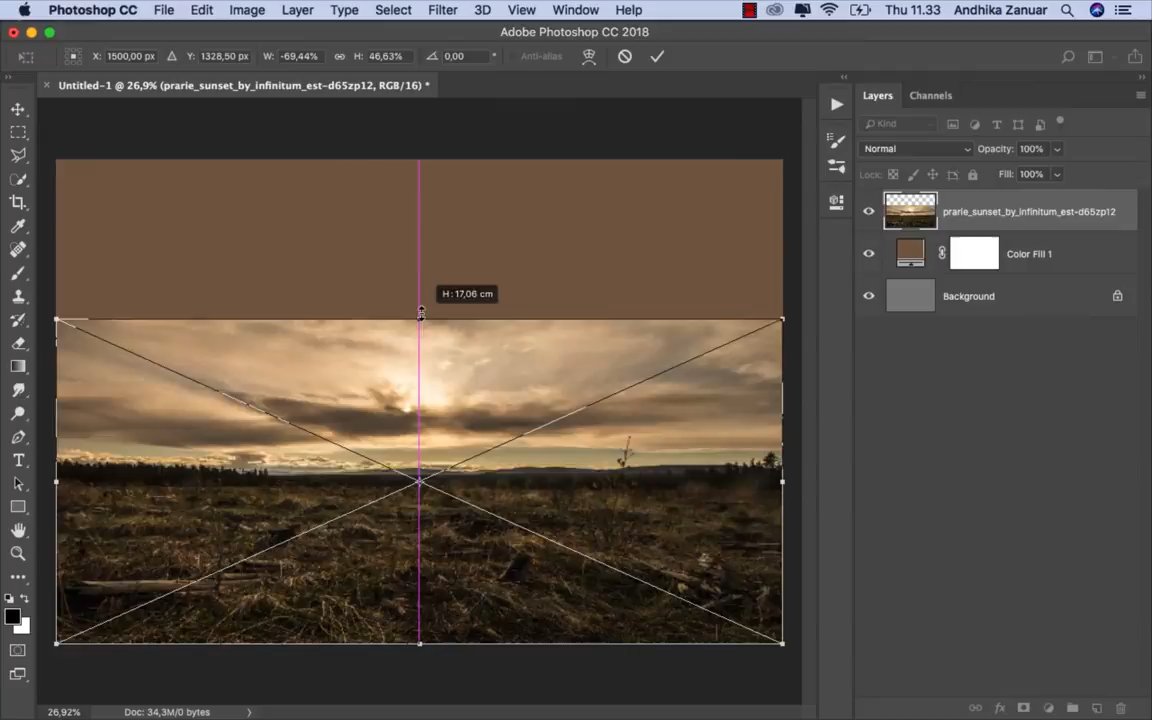 Photoshop CC File Edit Image Layer Type Select Filter 3D View Window Help Thu 11.33 Andhika Zanuar
Adobe Photoshop CC 2018
X: 1500,00 px Y: 1328,50 px W: -69,44% H: 46,63% 0,00 ° Anti-alias
Untitled-1 @ 26,9% (prarie_sunset_by_infinitum_est-d65zp12, RGB/16) *
Layers Channels
Kind
Normal Opacity: 100%
Lock: Fill: 100%
prarie_sunset_by_infinitum_est-d65zp12
Color Fill 1
Background
H: 17,06 cm
26,92% Doc: 34,3M/0 bytes